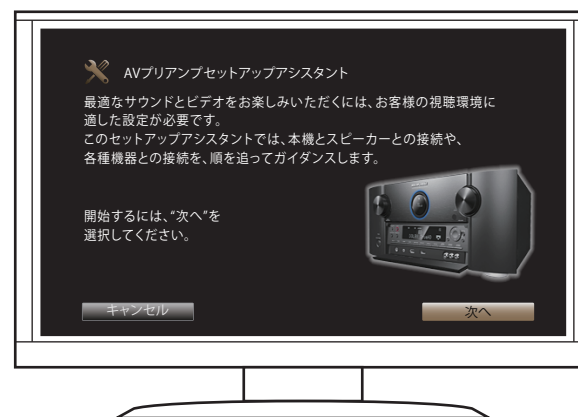 AVプリアンプセットアップアシスタント
最適なサウンドとビデオをお楽しみいただくには、お客様の視聴環境に
適した設定が必要です。
このセットアップアシスタントでは、本機とスピーカーとの接続や、
各種機器との接続を、順を追ってガイダンスします。
開始するには、“次へ”を
選択してください。
キャンセル
次へ